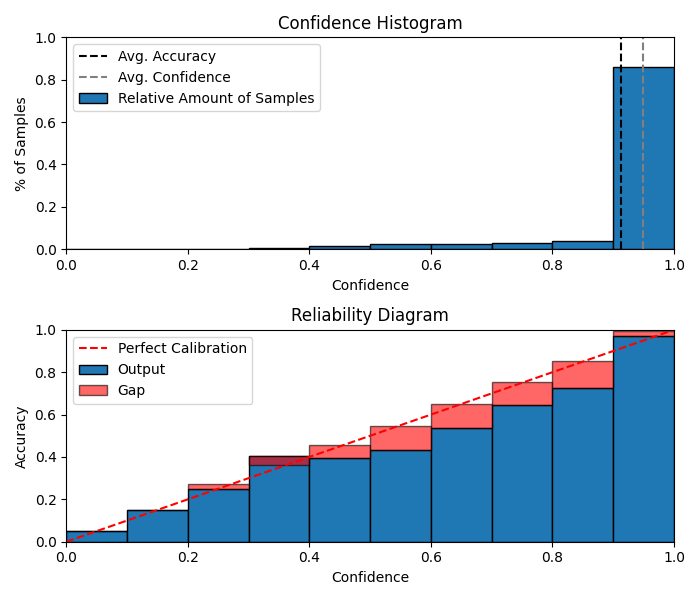 Confidence Histogram
1.0
0.8
0.6
0.4
0.2
0.0
% of Samples
Avg. Accuracy
Avg. Confidence
Relative Amount of Samples
0.0 0.2 0.4 0.6 0.8 1.0
Confidence
Reliability Diagram
1.0
0.8
0.6
0.4
0.2
0.0
Accuracy
Perfect Calibration
Output
Gap
0.0 0.2 0.4 0.6 0.8 1.0
Confidence